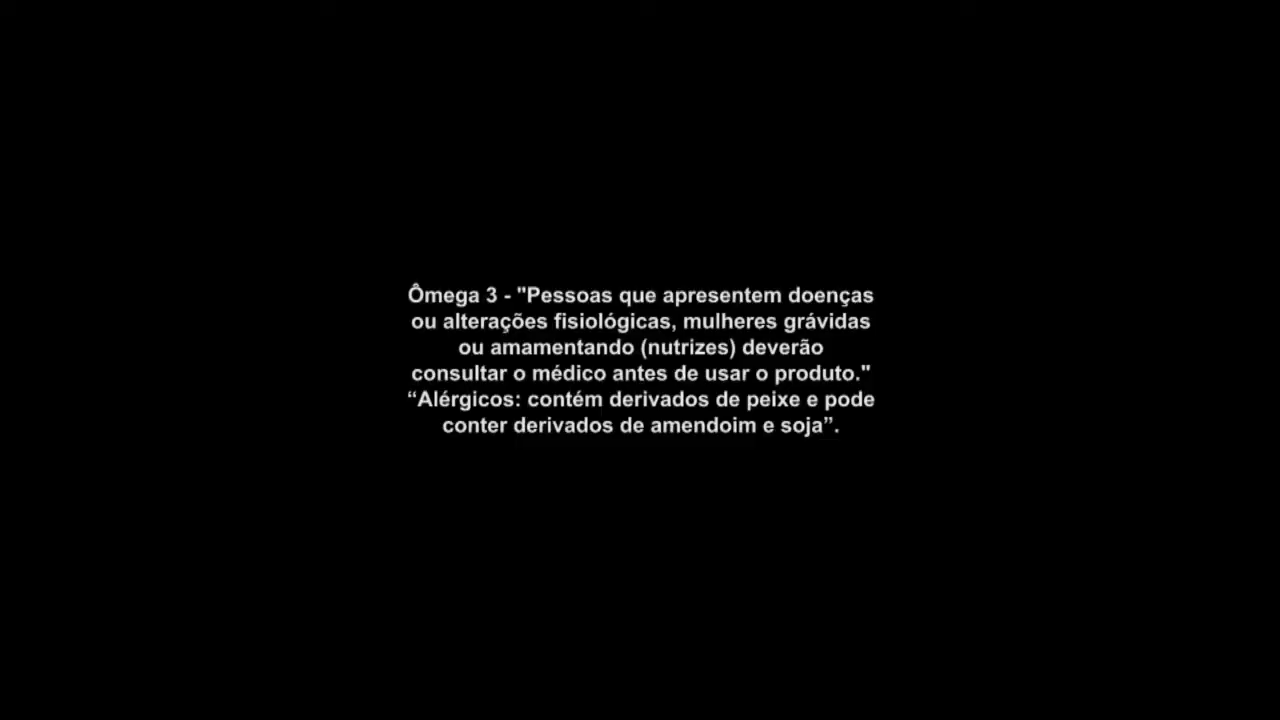 Ômega 3 - "Pessoas que apresentem doenças
ou alterações fisiológicas, mulheres grávidas
ou amamentando (nutrizes) deverão
consultar o médico antes de usar o produto."
“Alérgicos: contém derivados de peixe e pode
conter derivados de amendoim e soja”.